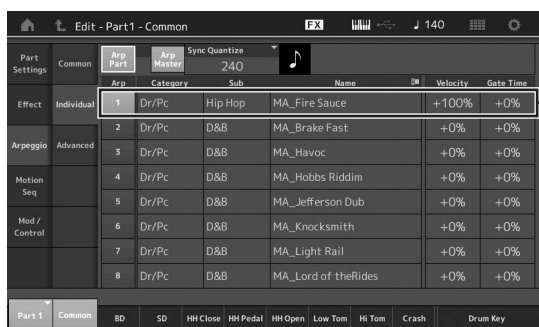 Edit - Part1 - Common FX 140
Part Settings
Common
Arp Part
Arp Master
Sync Quantize
240
Arp Category Sub Name Velocity Gate Time
Effect
Individual
1 Dr/Pc Hip Hop MA_Fire Sauce +100% +0%
2 Dr/Pc D&B MA_Brake Fast +0% +0%
Arpeggio
Advanced
3 Dr/Pc D&B MA_Havoc +0% +0%
Motion Seq
4 Dr/Pc D&B MA_Hobbs Riddim +0% +0%
5 Dr/Pc D&B MA_Jefferson Dub +0% +0%
Mod / Control
6 Dr/Pc D&B MA_Knocksmith +0% +0%
7 Dr/Pc D&B MA_Light Rail +0% +0%
8 Dr/Pc D&B MA_Lord of theRides +0% +0%
Part 1 Common BD SD HH Close HH Pedal HH Open Low Tom Hi Tom Crash Drum Key